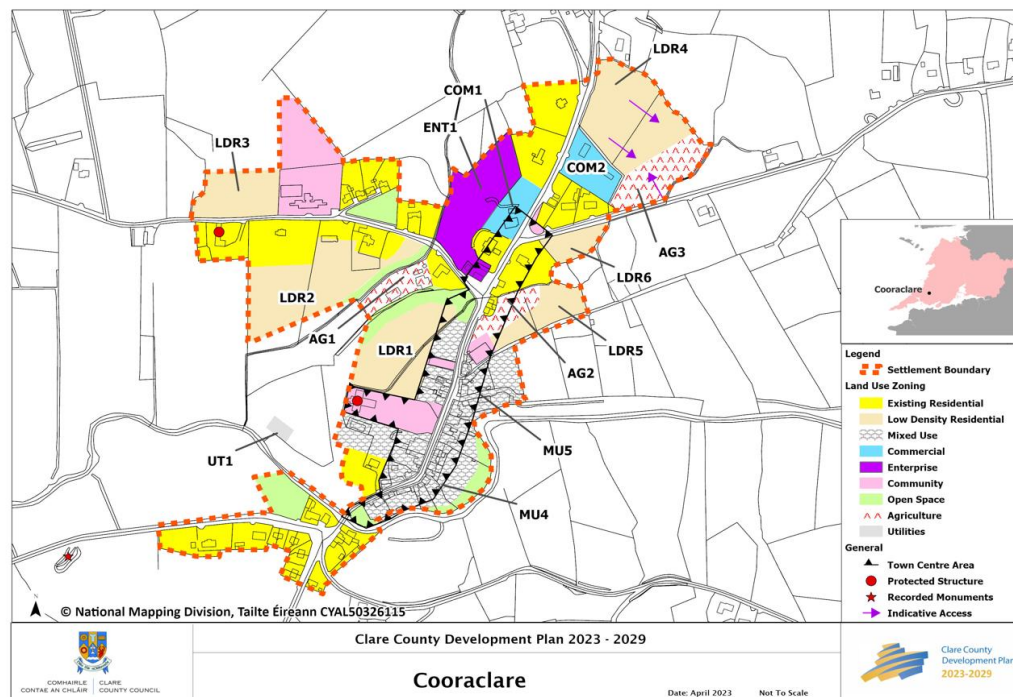 LDR4
COM1
ENT1
LDR3
COM2
AG3
LDR6
LDR2
AG1
LDR5
LDR1
AG2
MU5
UT1
MU4
Cooraclare
Legend
Settlement Boundary
Land Use Zoning
Existing Residential
Low Density Residential
Mixed Use
Commercial
Enterprise
Community
Open Space
Agriculture
Utilities
General
Town Centre Area
Protected Structure
Recorded Monuments
Indicative Access
N
© National Mapping Division, Tailte Éireann CYAL50326115
COMHAIRLE CONTAE AN CHLÁIR
CLARE COUNTY COUNCIL
Clare County Development Plan 2023 - 2029
Cooraclare
Date: April 2023 Not To Scale
Clare County
Development Plan
2023-2029